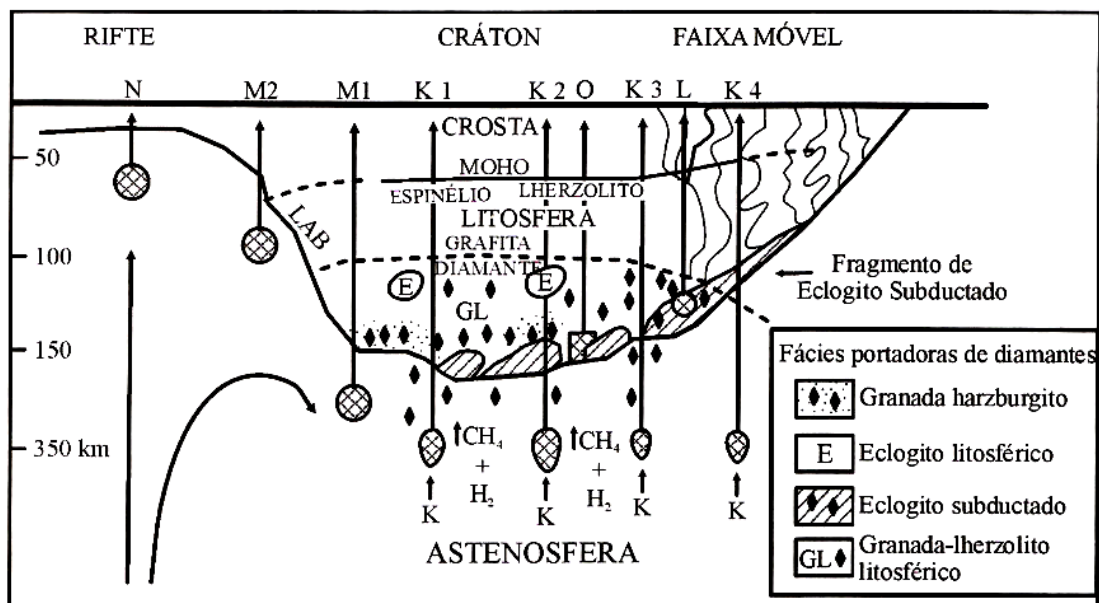 RIFTE CRÁTON FAIXA MÓVEL
N M2 M1 K 1 K 2 O K 3 L K 4
CROSTA
50
MOHO
ESPINÉLIO LHERZOLITO
LITOSFERA
LAB
100
GRAFITA
DIAMANTE
E E
GL
Fragmento de
Eclogito Subductado
150
350 km
↑CH₄ ↑CH₄
+ +
H₂ H₂
K K K K
ASTENOSFERA
Fácies portadoras de diamantes
Granada harzburgito
E Eclogito litosférico
Eclogito subductado
GL Granada-lherzolito
litosférico